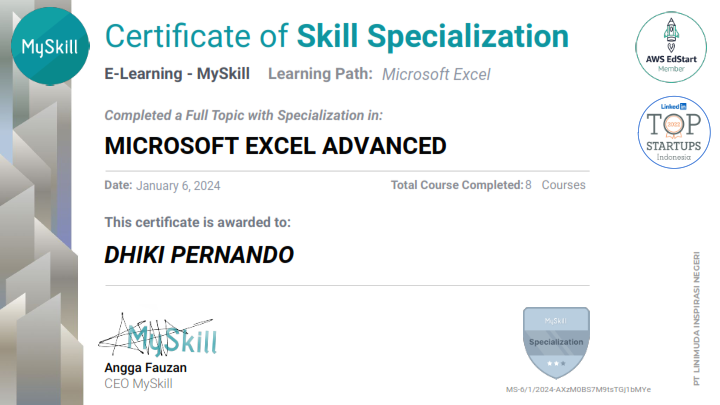 MySkill
Certificate of Skill Specialization
E-Learning - MySkill Learning Path: Microsoft Excel
AWS EdStart
Member
Completed a Full Topic with Specialization in:
MICROSOFT EXCEL ADVANCED
LinkedIn
TOP
STARTUPS
Indonesia
Date: January 6, 2024 Total Course Completed:8 Courses
This certificate is awarded to:
DHIKI PERNANDO
MySkill
Angga Fauzan
CEO MySkill
MySkill
Specialization
MS-6/1/2024-AXzM0BS7M9tsTGj1bMYe
PT LINIMUDA INSPIRASI NEGERI